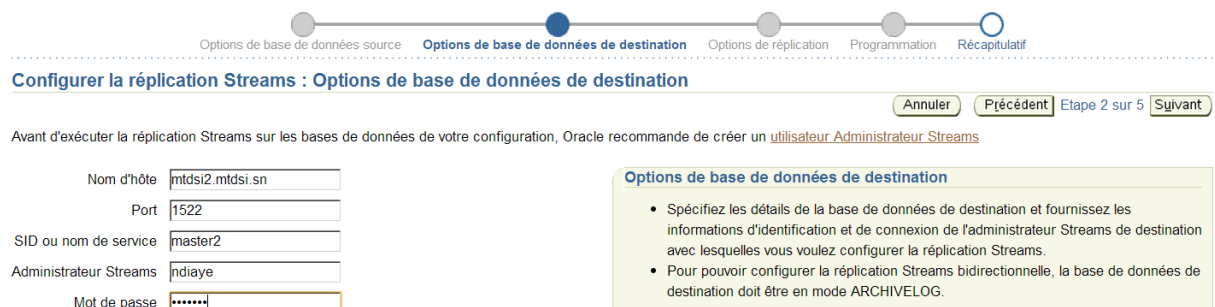 Options de base de données source Options de base de données de destination Options de réplication Programmation Récapitulatif
Configurer la réplication Streams : Options de base de données de destination
Annuler Précédent Etape 2 sur 5 Suivant
Avant d'exécuter la réplication Streams sur les bases de données de votre configuration, Oracle recommande de créer un utilisateur Administrateur Streams
Nom d'hôte mtdsi2.mtdsi.sn
Port 1522
SID ou nom de service master2
Administrateur Streams ndiaye
Mot de passe •••••••
Options de base de données de destination
• Spécifiez les détails de la base de données de destination et fournissez les
informations d'identification et de connexion de l'administrateur Streams de destination
avec lesquelles vous voulez configurer la réplication Streams.
• Pour pouvoir configurer la réplication Streams bidirectionnelle, la base de données de
destination doit être en mode ARCHIVELOG.